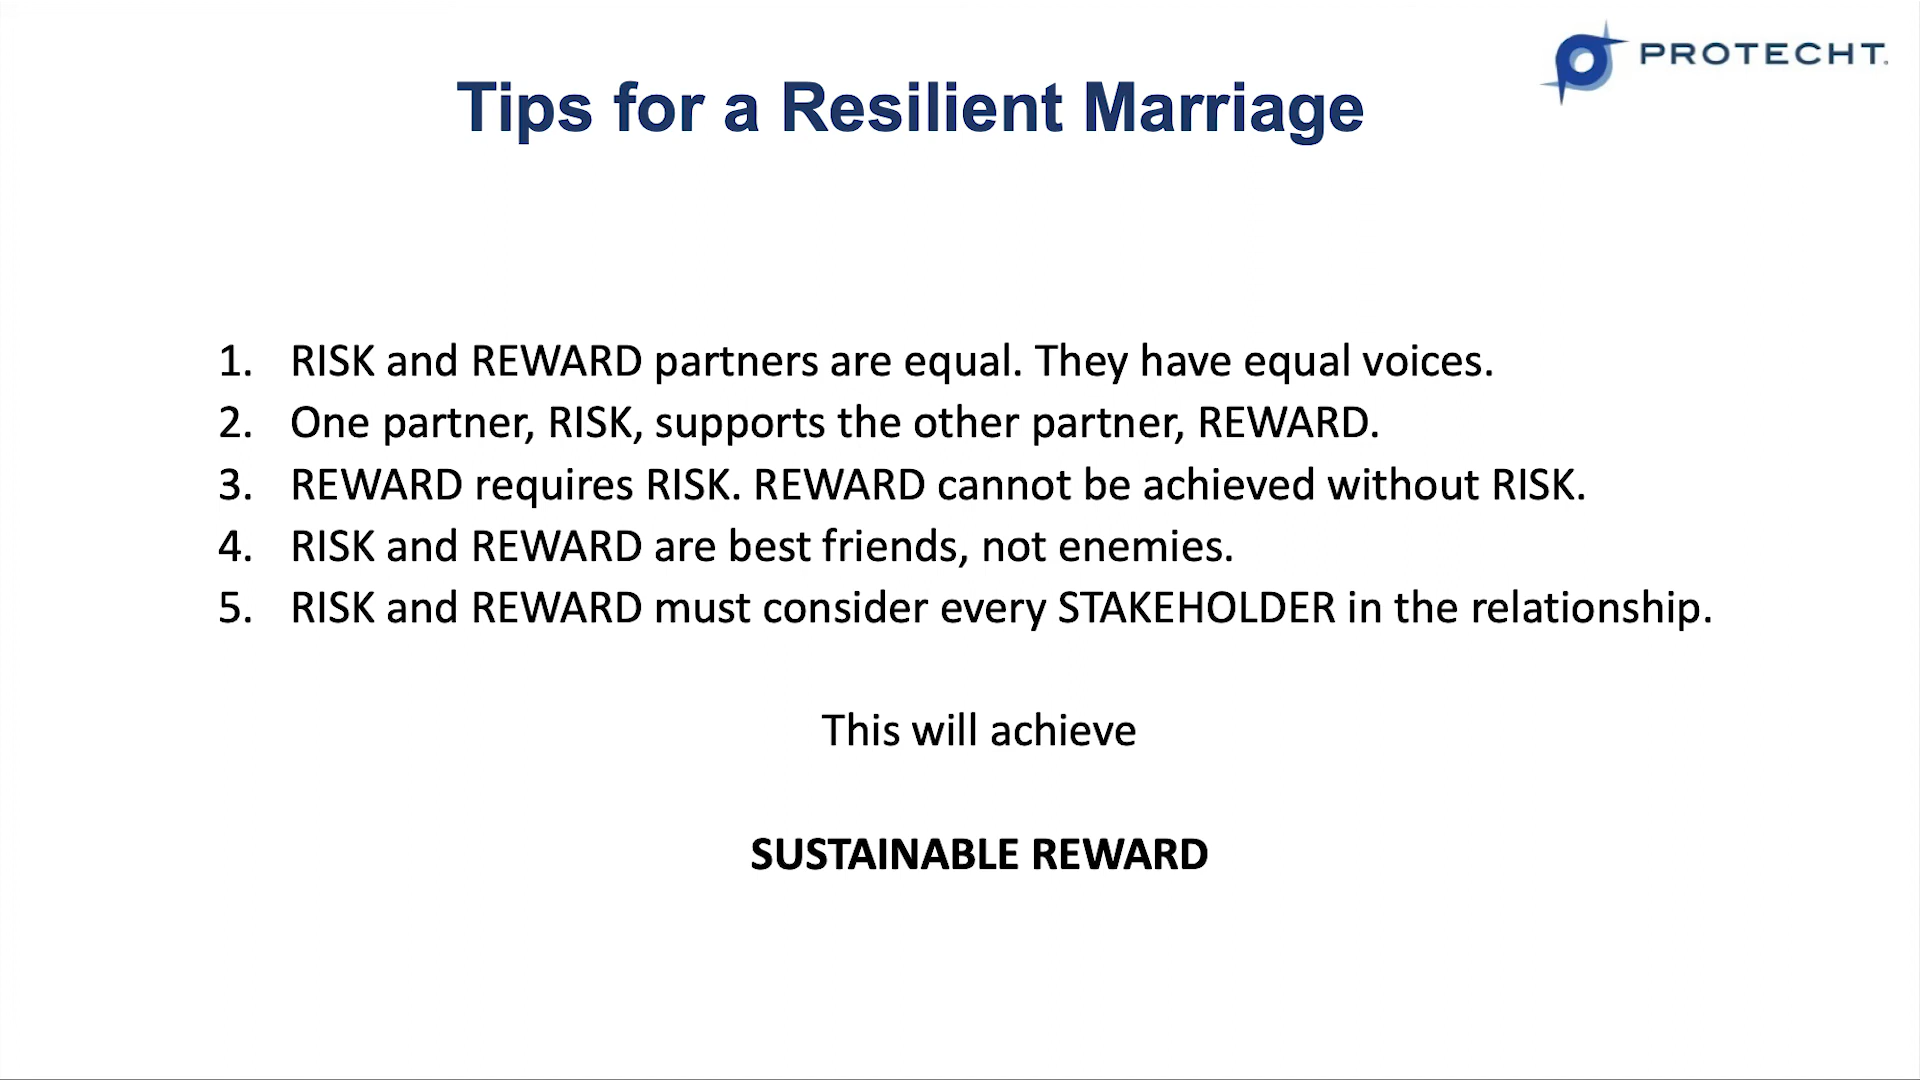 PROTECHT
Tips for a Resilient Marriage
1. RISK and REWARD partners are equal. They have equal voices.
2. One partner, RISK, supports the other partner, REWARD.
3. REWARD requires RISK. REWARD cannot be achieved without RISK.
4. RISK and REWARD are best friends, not enemies.
5. RISK and REWARD must consider every STAKEHOLDER in the relationship.
This will achieve
SUSTAINABLE REWARD